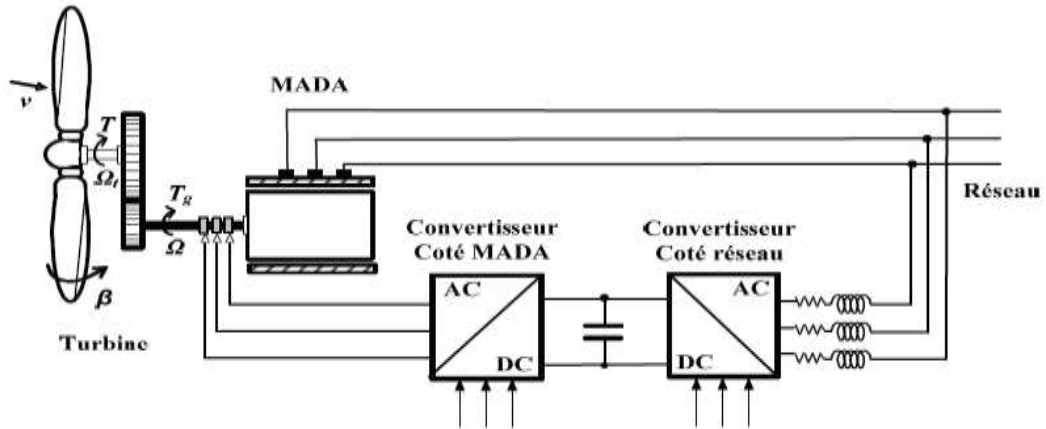 MADA
v
T
Ωt
Tg
Ω
β
Turbine
Réseau
Convertisseur
Coté MADA
AC
DC
Convertisseur
Coté réseau
AC
DC